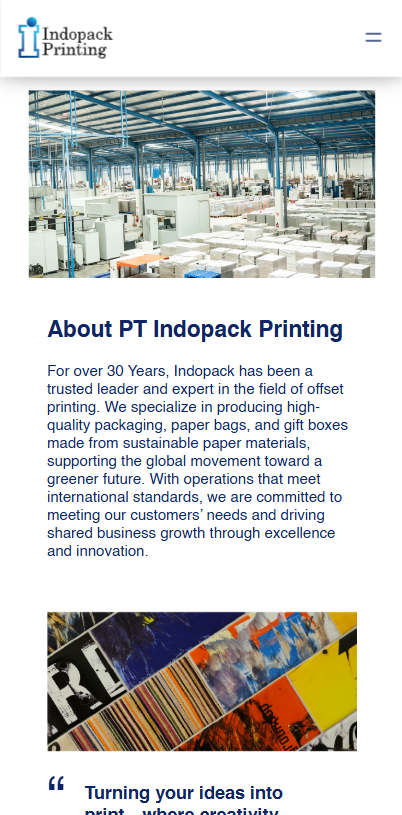 Indopack
Printing
About PT Indopack Printing
For over 30 Years, Indopack has been a
trusted leader and expert in the field of offset
printing. We specialize in producing high-
quality packaging, paper bags, and gift boxes
made from sustainable paper materials,
supporting the global movement toward a
greener future. With operations that meet
international standards, we are committed to
meeting our customers’ needs and driving
shared business growth through excellence
and innovation.
“ Turning your ideas into
print—where creativity